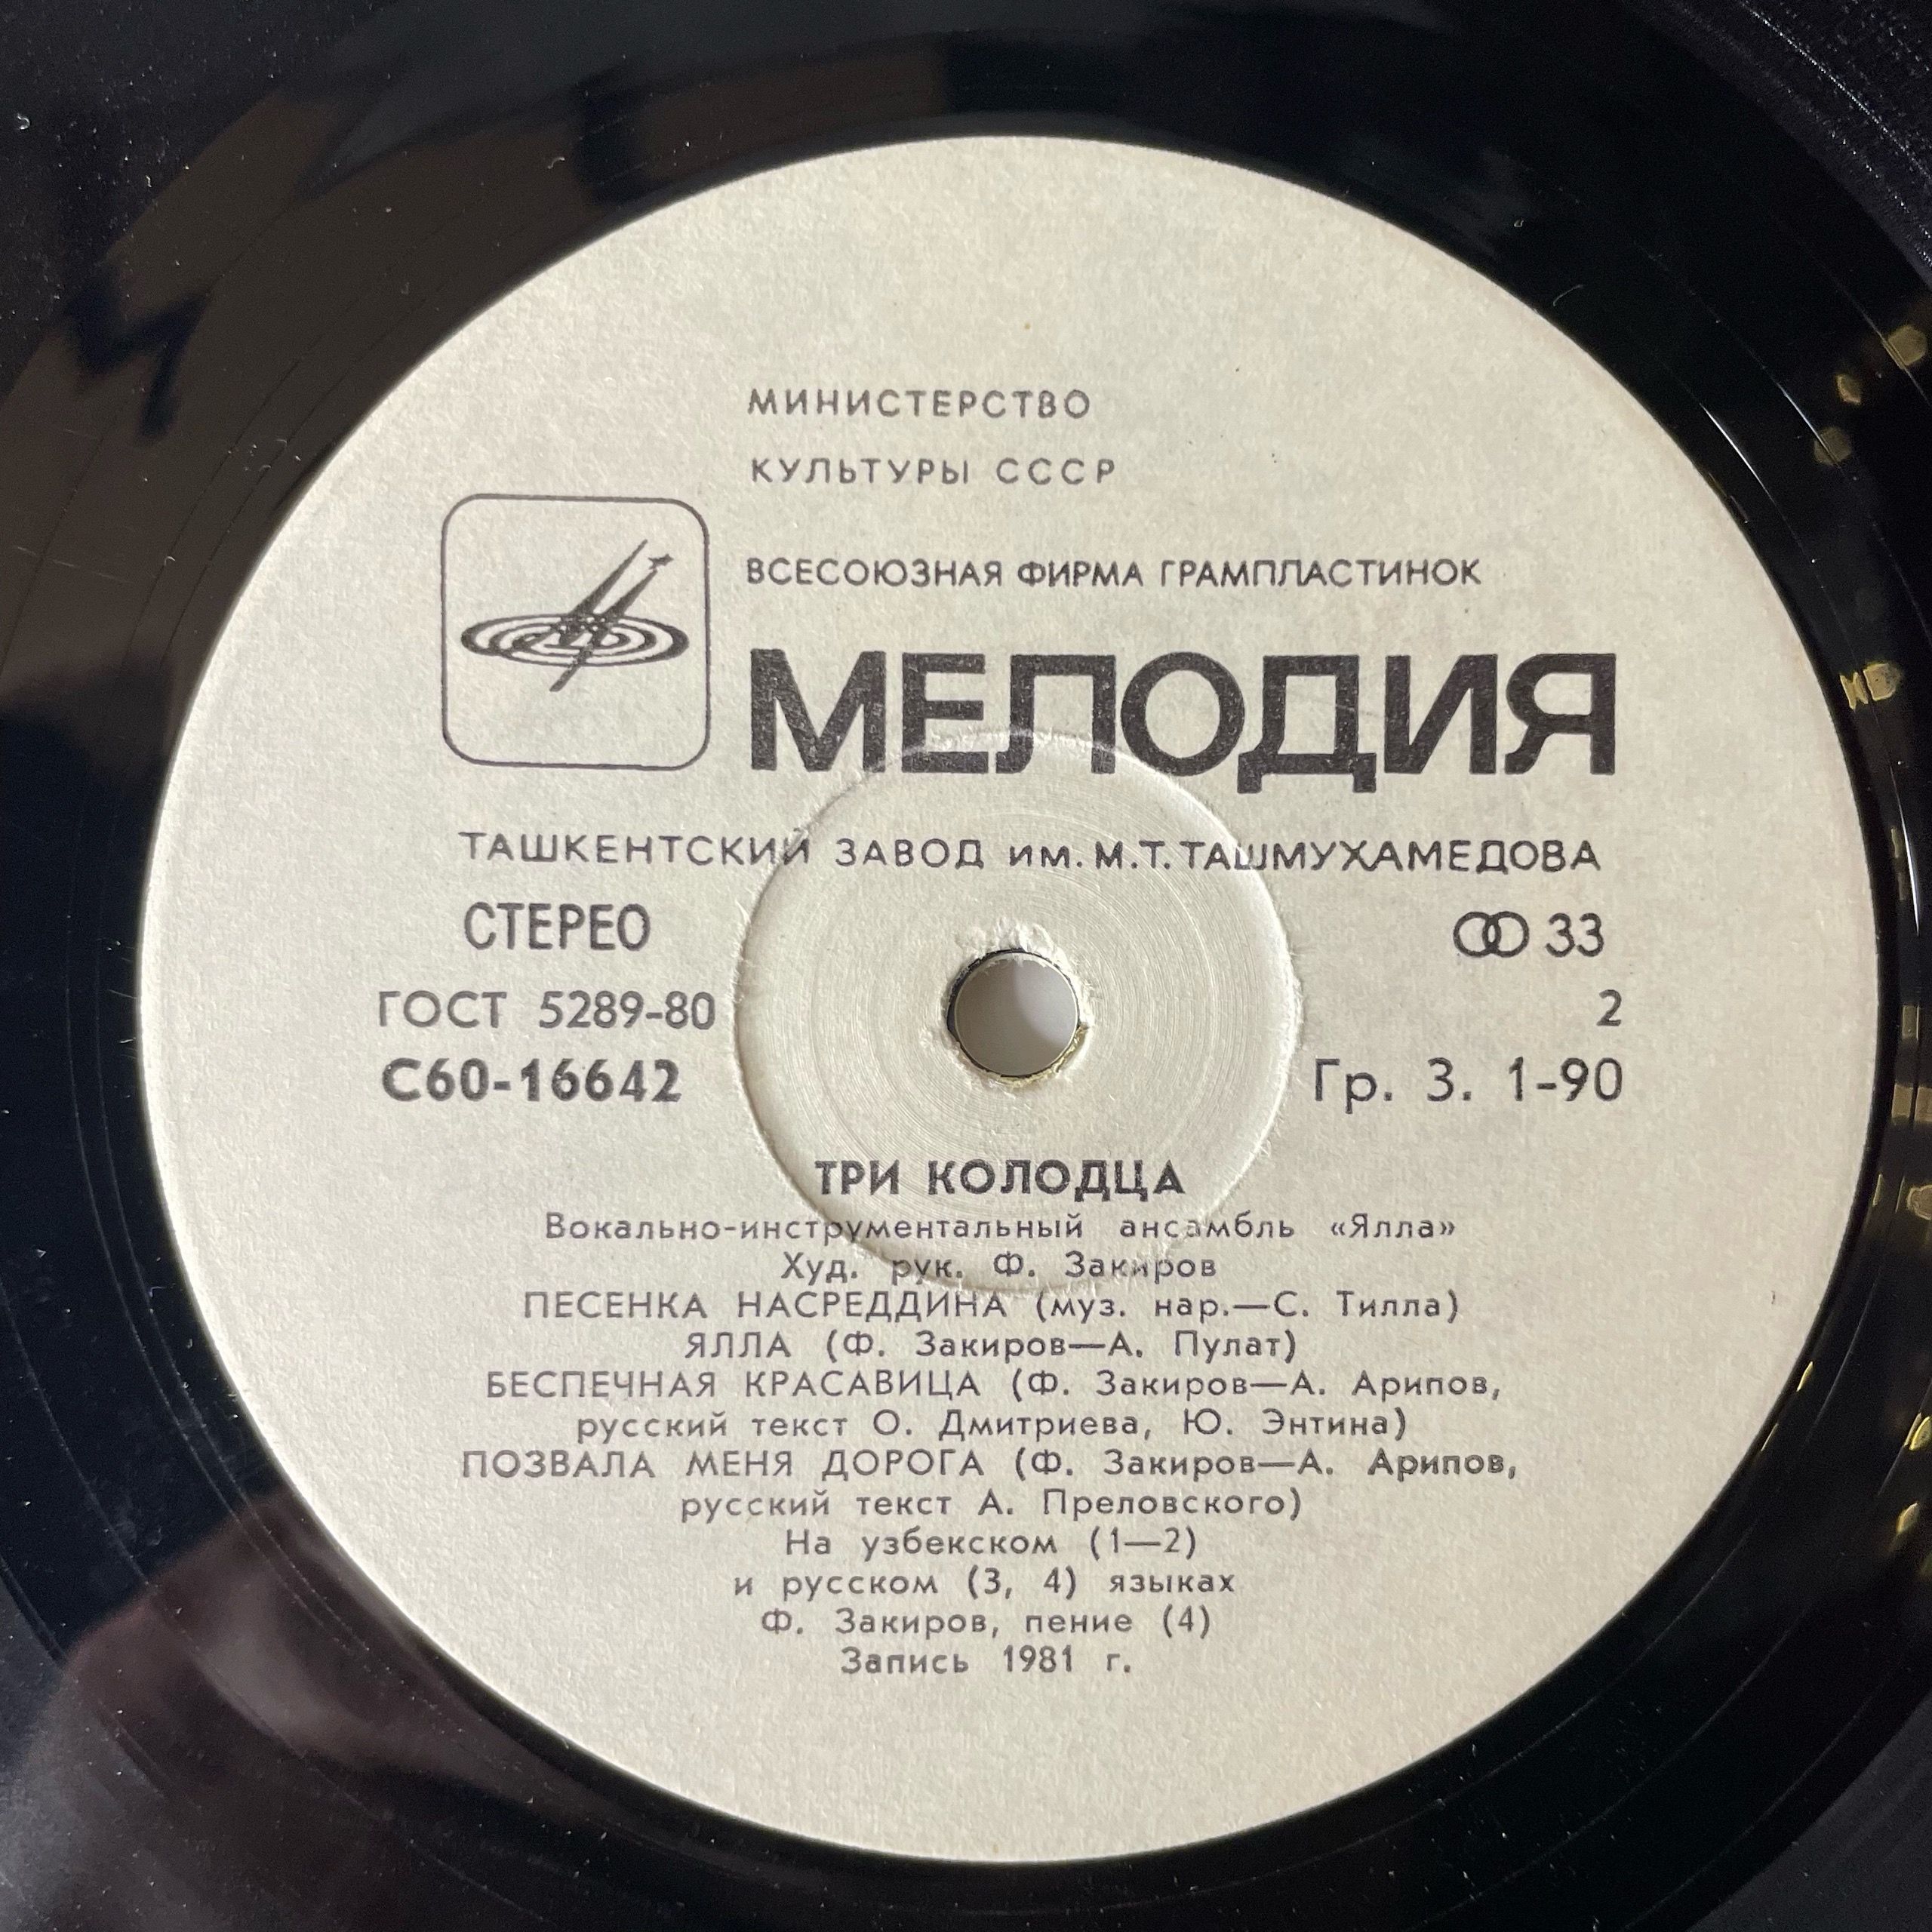 МИНИСТЕРСТВО
КУЛЬТУРЫ СССР
ВСЕСОЮЗНАЯ ФИРМА ГРАМПЛАСТИНОК
МЕЛОДИЯ
ТАШКЕНТСКИЙ ЗАВОД им. М.Т. ТАШМУХАМЕДОВА
СТЕРЕО 33
ГОСТ 5289-80 2
С60-16642 Гр. 3. 1-90
ТРИ КОЛОДЦА
Вокально-инструментальный ансамбль «Ялла»
Худ. рук. Ф. Закиров
ПЕСЕНКА НАСРЕДДИНА (муз. нар.—С. Тилла)
ЯЛЛА (Ф. Закиров—А. Пулат)
БЕСПЕЧНАЯ КРАСАВИЦА (Ф. Закиров—А. Арипов,
русский текст О. Дмитриева, Ю. Энтина)
ПОЗВАЛА МЕНЯ ДОРОГА (Ф. Закиров—А. Арипов,
русский текст А. Преловского)
На узбекском (1—2)
и русском (3, 4) языках
Ф. Закиров, пение (4)
Запись 1981 г.